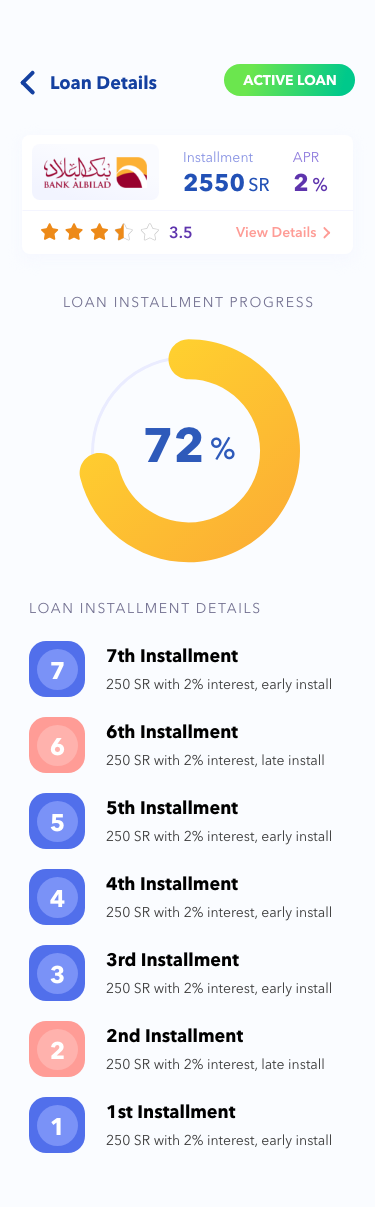 Loan Details
ACTIVE LOAN
بنك البلاد
BANK ALBILAD
Installment
2550 SR
APR
2 %
3.5
View Details
LOAN INSTALLMENT PROGRESS
72 %
LOAN INSTALLMENT DETAILS
7
7th Installment
250 SR with 2% interest, early install
6
6th Installment
250 SR with 2% interest, late install
5
5th Installment
250 SR with 2% interest, early install
4
4th Installment
250 SR with 2% interest, early install
3
3rd Installment
250 SR with 2% interest, early install
2
2nd Installment
250 SR with 2% interest, late install
1
1st Installment
250 SR with 2% interest, early install